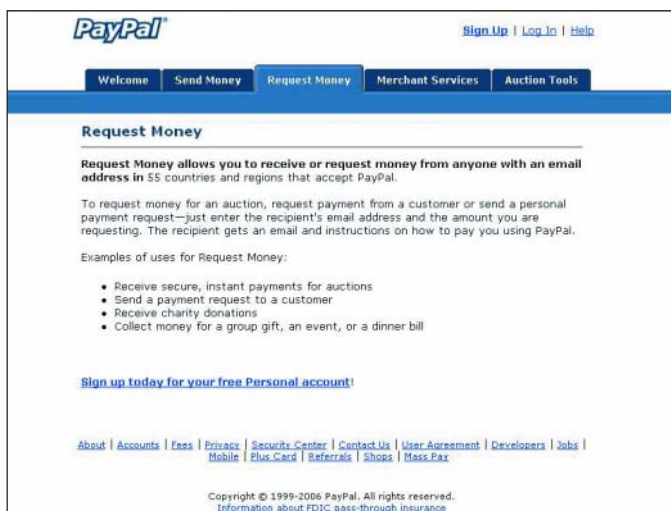 PayPal®
Sign Up | Log In | Help
Welcome Send Money Request Money Merchant Services Auction Tools
Request Money
Request Money allows you to receive or request money from anyone with an email
address in 55 countries and regions that accept PayPal.
To request money for an auction, request payment from a customer or send a personal
payment request—just enter the recipient's email address and the amount you are
requesting. The recipient gets an email and instructions on how to pay you using PayPal.
Examples of uses for Request Money:
• Receive secure, instant payments for auctions
• Send a payment request to a customer
• Receive charity donations
• Collect money for a group gift, an event, or a dinner bill
Sign up today for your free Personal account!
About | Accounts | Fees | Privacy | Security Center | Contact Us | User Agreement | Developers | Jobs |
Mobile | Plus Card | Referrals | Shops | Mass Pay
Copyright © 1999-2006 PayPal. All rights reserved.
Information about FDIC pass-through insurance